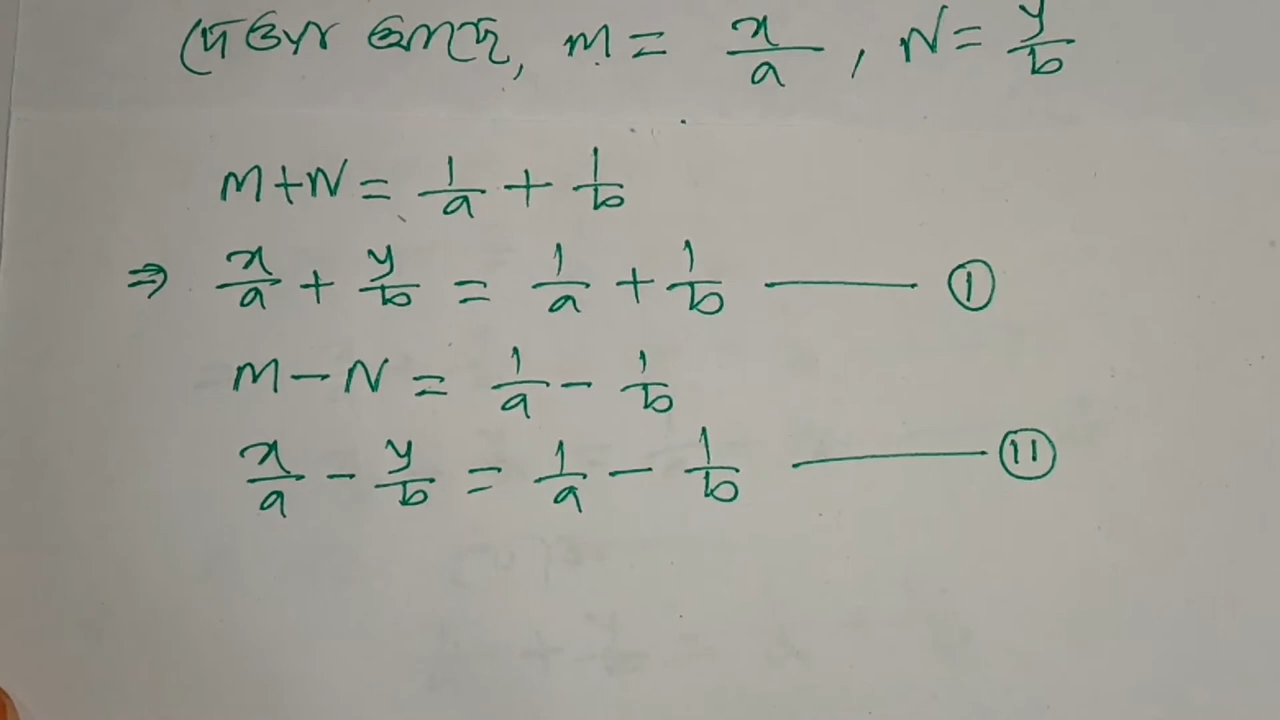 দেওয়া আছে, M = x/a, N = y/b
M+N = 1/a + 1/b
⇒ x/a + y/b = 1/a + 1/b —— (i)
M-N = 1/a - 1/b
x/a - y/b = 1/a - 1/b —— (ii)